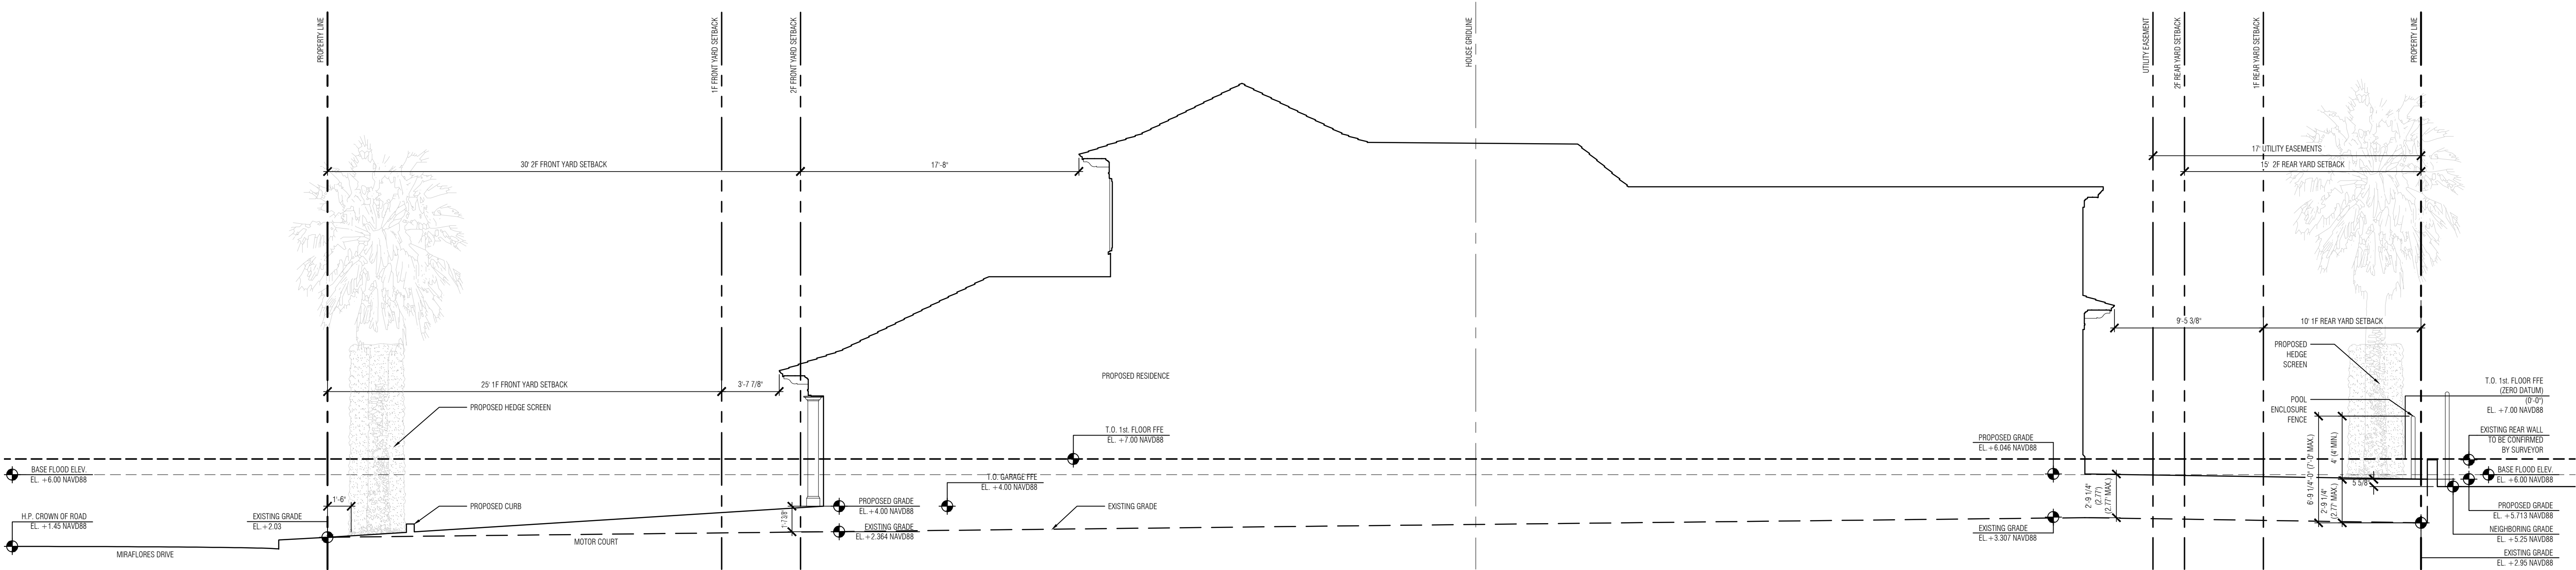 PROPERTY LINE
1F FRONT YARD SETBACK
2F FRONT YARD SETBACK
HOUSE GRIDLINE
UTILITY EASEMENT
2F REAR YARD SETBACK
1F REAR YARD SETBACK
PROPERTY LINE
30' 2F FRONT YARD SETBACK
17'-8"
17' UTILITY EASEMENTS
15' 2F REAR YARD SETBACK
25' 1F FRONT YARD SETBACK
3'-7 7/8"
9'-5 3/8"
10' 1F REAR YARD SETBACK
PROPOSED RESIDENCE
PROPOSED HEDGE SCREEN
PROPOSED
HEDGE
SCREEN
POOL
ENCLOSURE
FENCE
T.O. 1st. FLOOR FFE
(ZERO DATUM)
(0'-0")
EL. +7.00 NAVD88
EXISTING REAR WALL
TO BE CONFIRMED
BY SURVEYOR
T.O. 1st. FLOOR FFE
EL. +7.00 NAVD88
PROPOSED GRADE
EL. +6.046 NAVD88
BASE FLOOD ELEV.
EL. +6.00 NAVD88
BASE FLOOD ELEV.
EL. +6.00 NAVD88
T.O. GARAGE FFE
EL. +4.00 NAVD88
1'-6"
PROPOSED CURB
PROPOSED GRADE
EL. +4.00 NAVD88
EXISTING GRADE
EL. +2.364 NAVD88
1'-7 3/8"
EXISTING GRADE
H.P. CROWN OF ROAD
EL. +1.45 NAVD88
EXISTING GRADE
EL. +2.03
MIRAFLORES DRIVE
MOTOR COURT
EXISTING GRADE
EL. +3.307 NAVD88
2'-9 1/4"
(2.77')
(2.77' MAX.)
6'-9 1/4"-0" (7'-0" MAX.)
4' (4' MIN.)
2'-9 1/4"
(2.77' MAX.)
5 5/8"
PROPOSED GRADE
EL. +5.713 NAVD88
NEIGHBORING GRADE
EL. +5.25 NAVD88
EXISTING GRADE
EL. +2.95 NAVD88